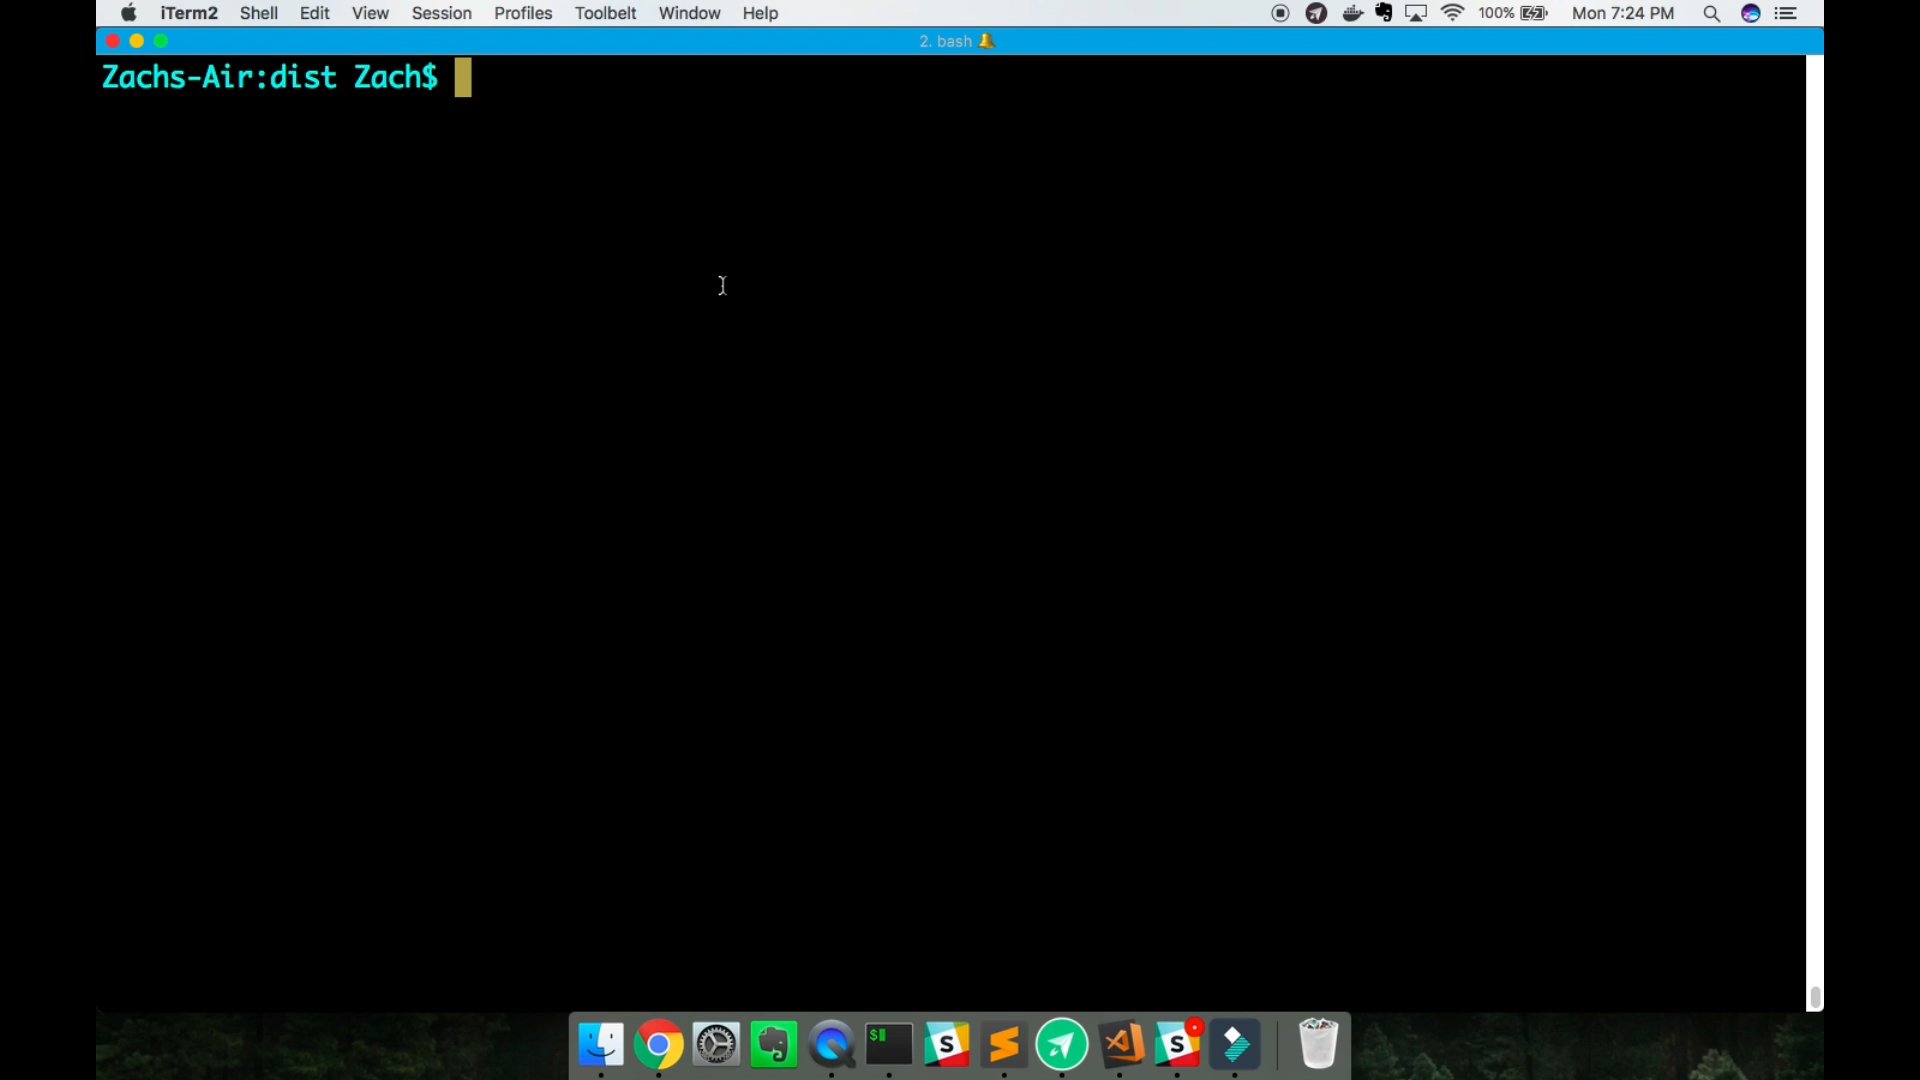 iTerm2 Shell Edit View Session Profiles Toolbelt Window Help 100% Mon 7:24 PM
2. bash
Zachs-Air:dist Zach$
$
S S S